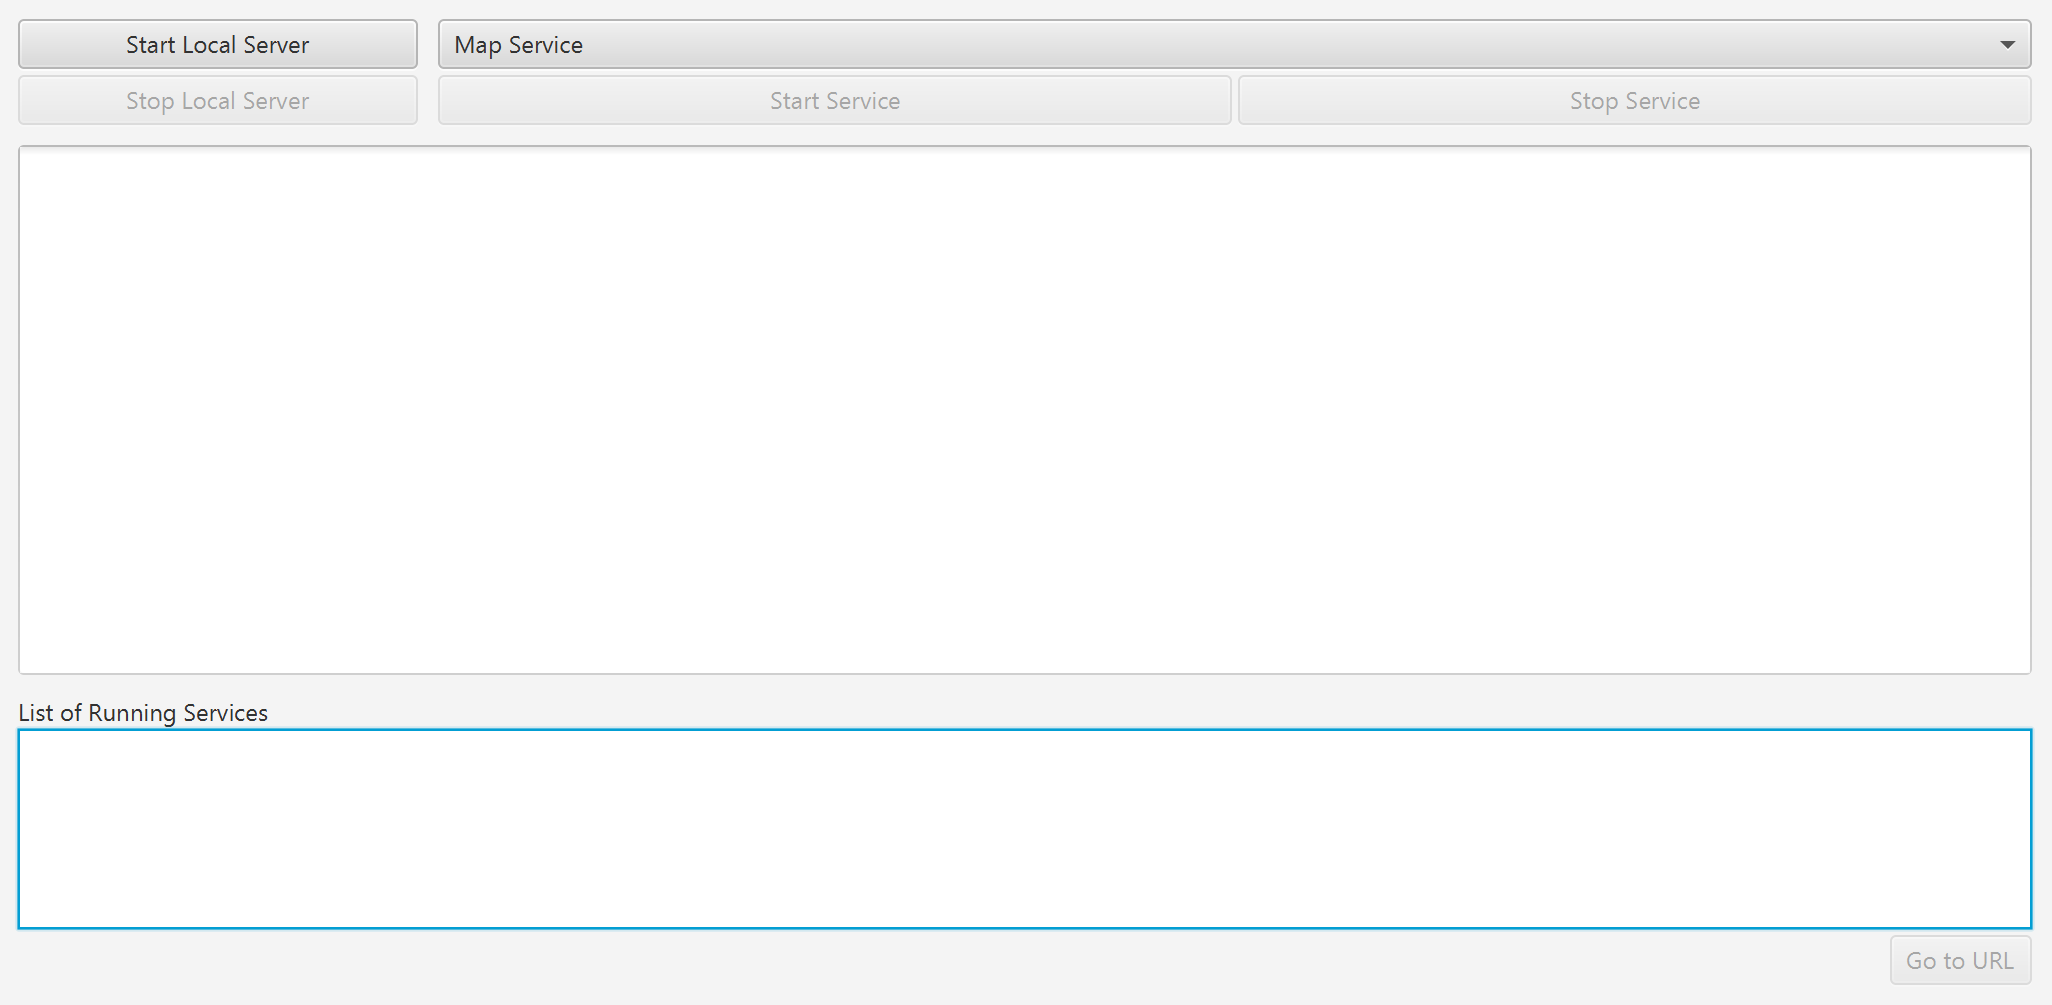 Start Local Server
Map Service
Stop Local Server
Start Service
Stop Service
List of Running Services
Go to URL